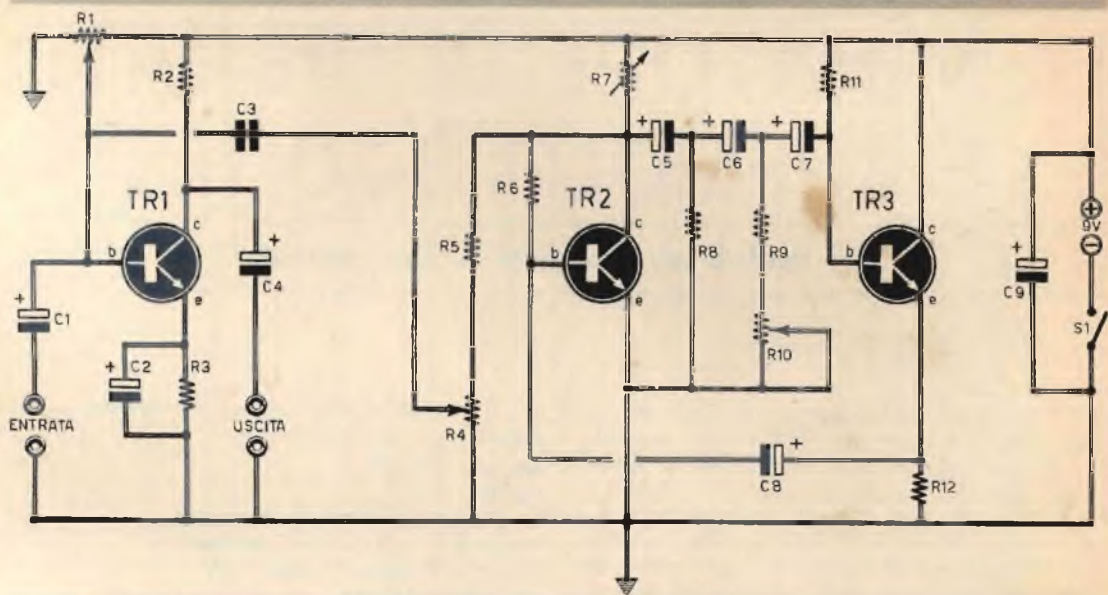 R1
R2
C3
R7
R11
C5
C6
C7
TR1
R6
TR2
TR3
R5
R8
R9
b
c
e
b
c
e
b
c
e
C1
C4
C9
+
9V
−
S1
C2
R3
R10
ENTRATA
USCITA
R4
C8
R12
+
+
+
+
+
+
+
+